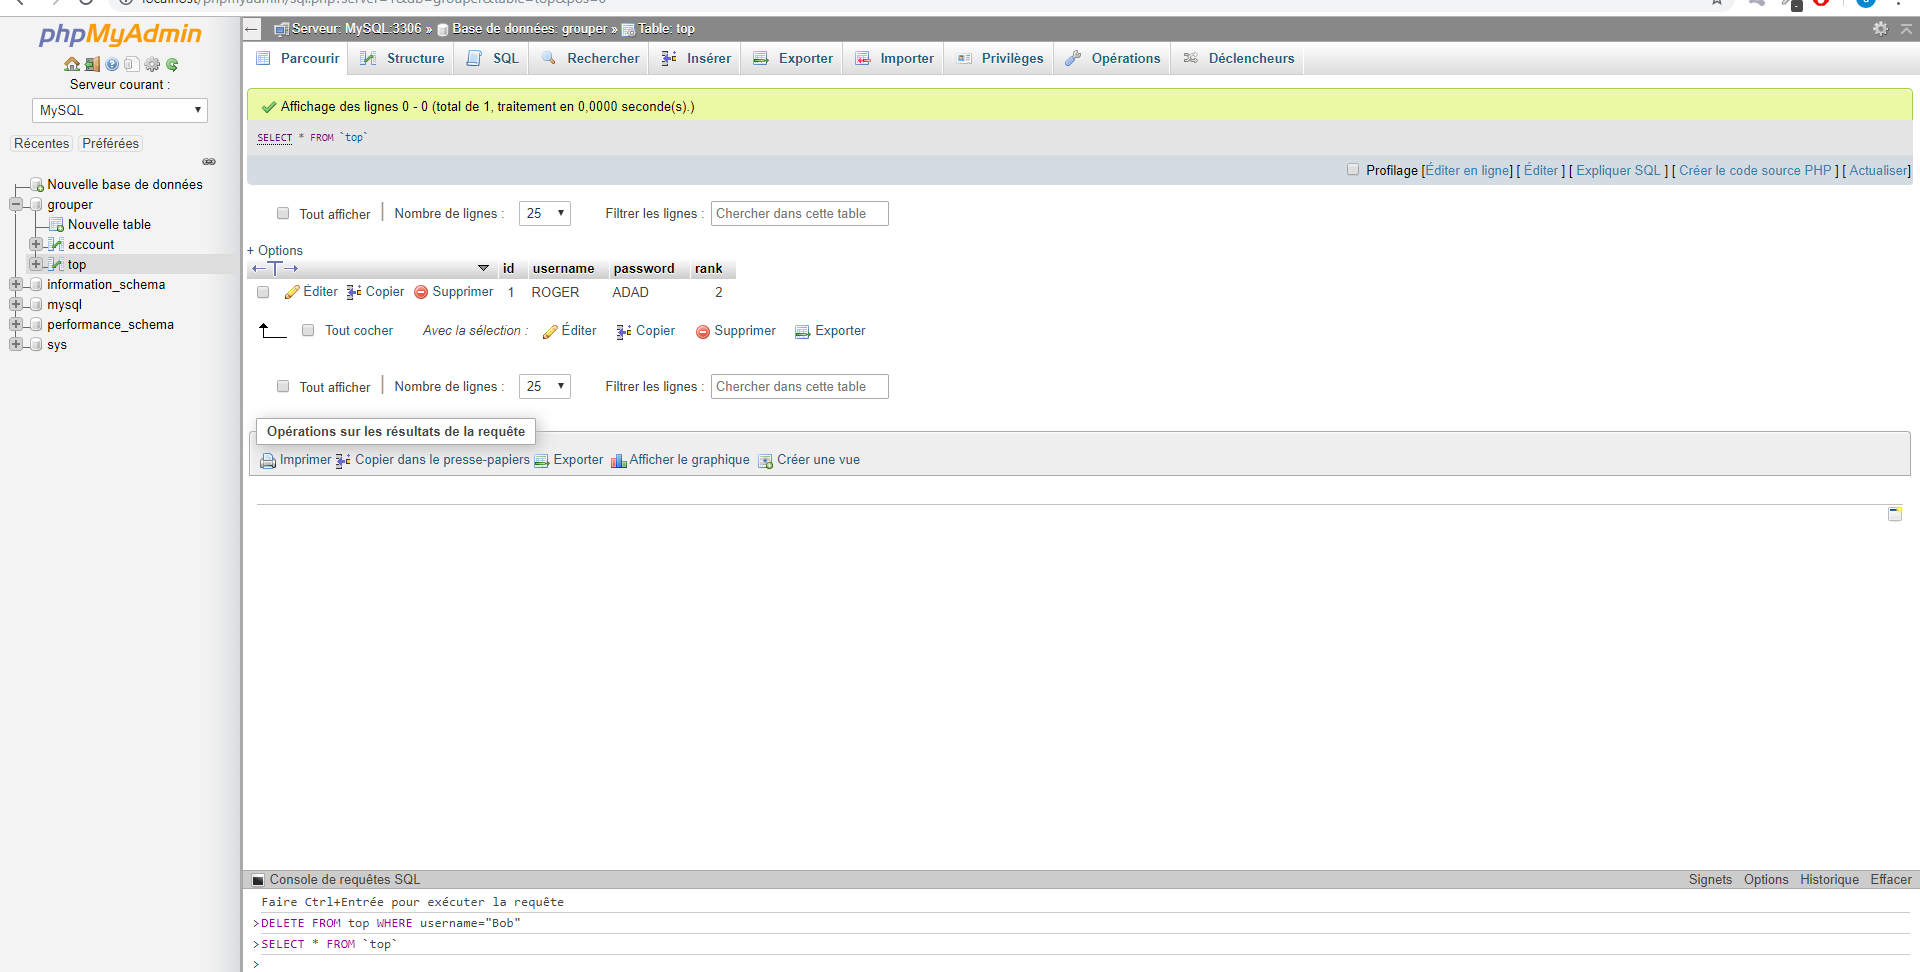 phpMyAdmin
Serveur courant :
MySQL
Récentes Préférées
Nouvelle base de données
grouper
Nouvelle table
account
top
information_schema
mysql
performance_schema
sys
Serveur: MySQL:3306 » Base de données: grouper » Table: top
Parcourir Structure SQL Rechercher Insérer Exporter Importer Privilèges Opérations Déclencheurs
Affichage des lignes 0 - 0 (total de 1, traitement en 0,0000 seconde(s).)
SELECT * FROM `top`
Profilage [Éditer en ligne] [ Éditer ] [ Expliquer SQL ] [ Créer le code source PHP ] [ Actualiser]
Tout afficher Nombre de lignes : 25 Filtrer les lignes : Chercher dans cette table
+ Options
id username password rank
Éditer Copier Supprimer 1 ROGER ADAD 2
Tout cocher Avec la sélection : Éditer Copier Supprimer Exporter
Tout afficher Nombre de lignes : 25 Filtrer les lignes : Chercher dans cette table
Opérations sur les résultats de la requête
Imprimer Copier dans le presse-papiers Exporter Afficher le graphique Créer une vue
Console de requêtes SQL Signets Options Historique Effacer
Faire Ctrl+Entrée pour exécuter la requête
>DELETE FROM top WHERE username="Bob"
>SELECT * FROM `top`
>